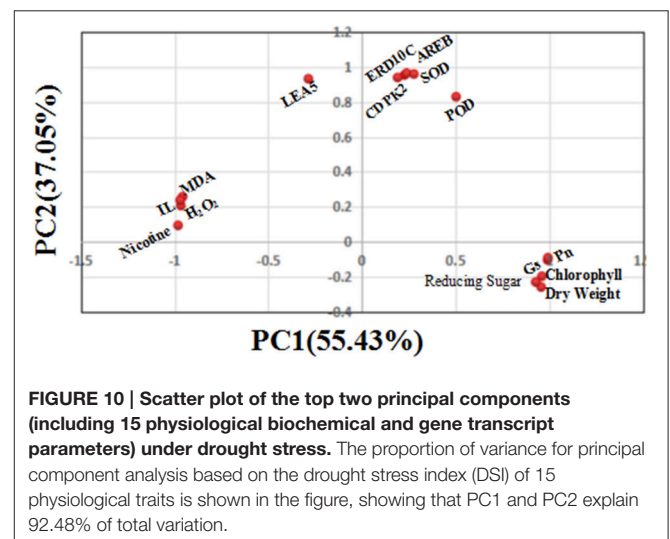 1.2
1
0.8
0.6
0.4
0.2
0
-0.2
-0.4
-1.5 -1 -0.5 0.5
ERD10C
AREB
SOD
CDPK2
POD
LEA5
MDA
IL
H₂O₂
Nicotine
Gs
Pn
Chlorophyll
Reducing Sugar
Dry Weight
PC2(37.05%)
PC1(55.43%)
FIGURE 10 | Scatter plot of the top two principal components
(including 15 physiological biochemical and gene transcript
parameters) under drought stress. The proportion of variance for principal
component analysis based on the drought stress index (DSI) of 15
physiological traits is shown in the figure, showing that PC1 and PC2 explain
92.48% of total variation.